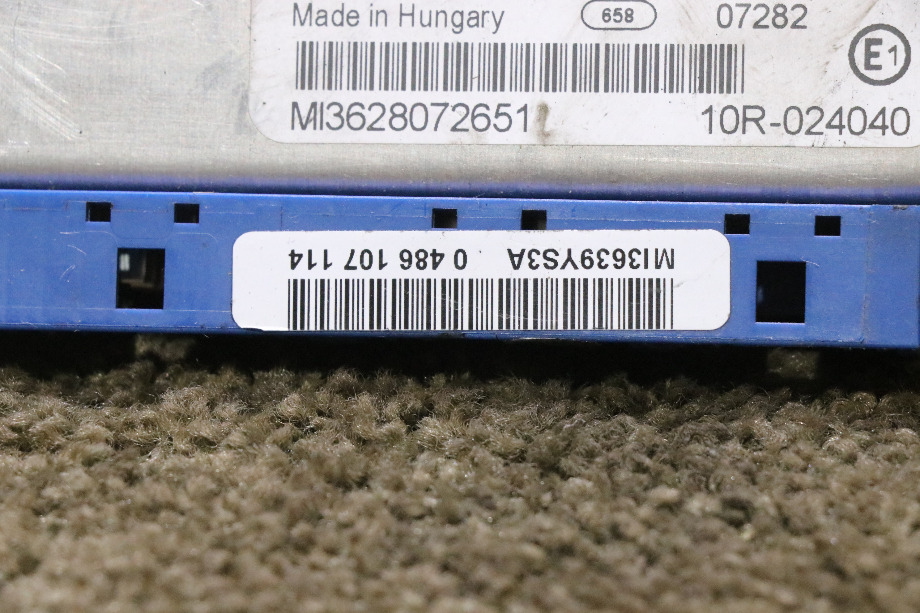 Made in Hungary 658 07282
E1
MI3628072651 10R-024040
MI3639YS3A 0 486 107 114